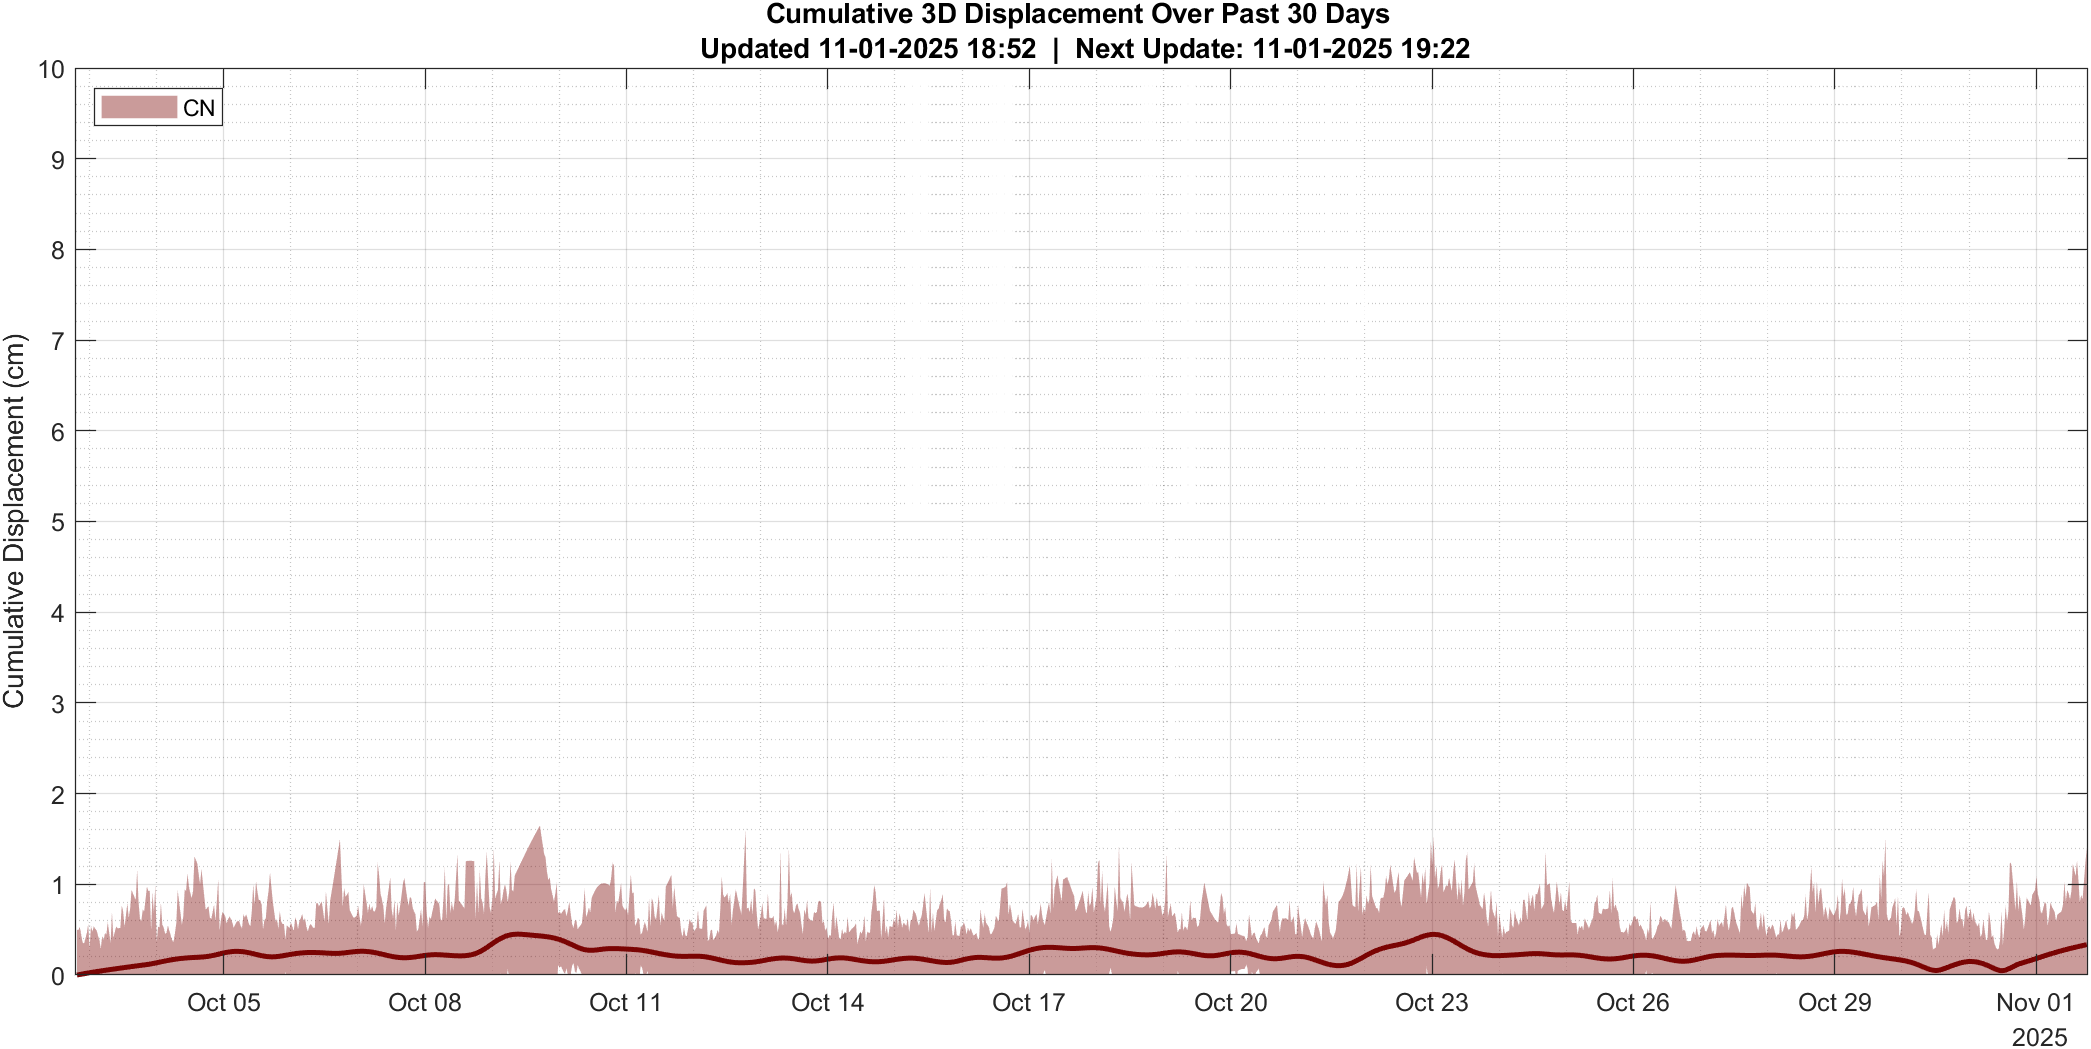 Cumulative 3D Displacement Over Past 30 Days
Updated 11-01-2025 18:52 | Next Update: 11-01-2025 19:22
CN
Cumulative Displacement (cm)
10
9
8
7
6
5
4
3
2
1
0
Oct 05 Oct 08 Oct 11 Oct 14 Oct 17 Oct 20 Oct 23 Oct 26 Oct 29 Nov 01
2025